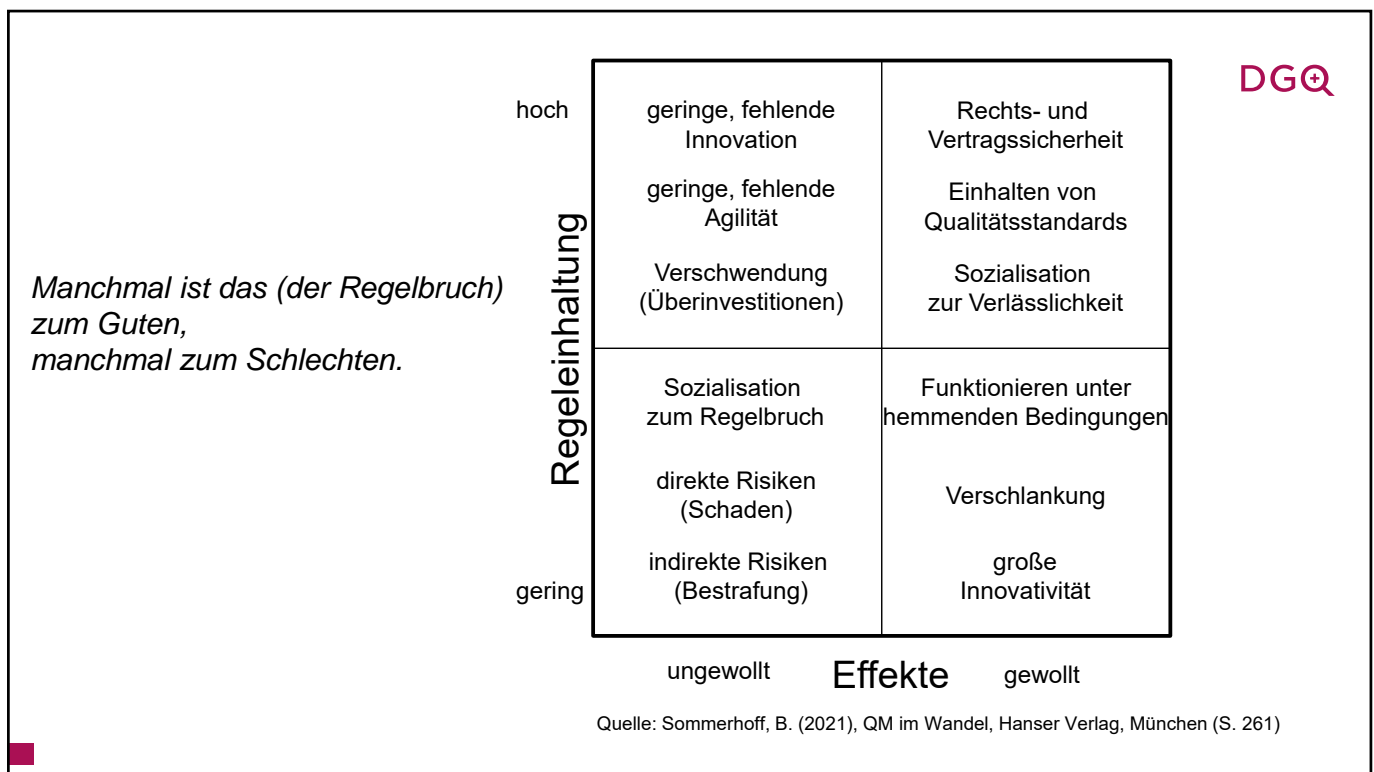 DGQ
Manchmal ist das (der Regelbruch)
zum Guten,
manchmal zum Schlechten.
Regeleinhaltung
hoch
gering
geringe, fehlende
Innovation
geringe, fehlende
Agilität
Verschwendung
(Überinvestitionen)
Rechts- und
Vertragssicherheit
Einhalten von
Qualitätsstandards
Sozialisation
zur Verlässlichkeit
Sozialisation
zum Regelbruch
direkte Risiken
(Schaden)
indirekte Risiken
(Bestrafung)
Funktionieren unter
hemmenden Bedingungen
Verschlankung
große
Innovativität
ungewollt
Effekte
gewollt
Quelle: Sommerhoff, B. (2021), QM im Wandel, Hanser Verlag, München (S. 261)